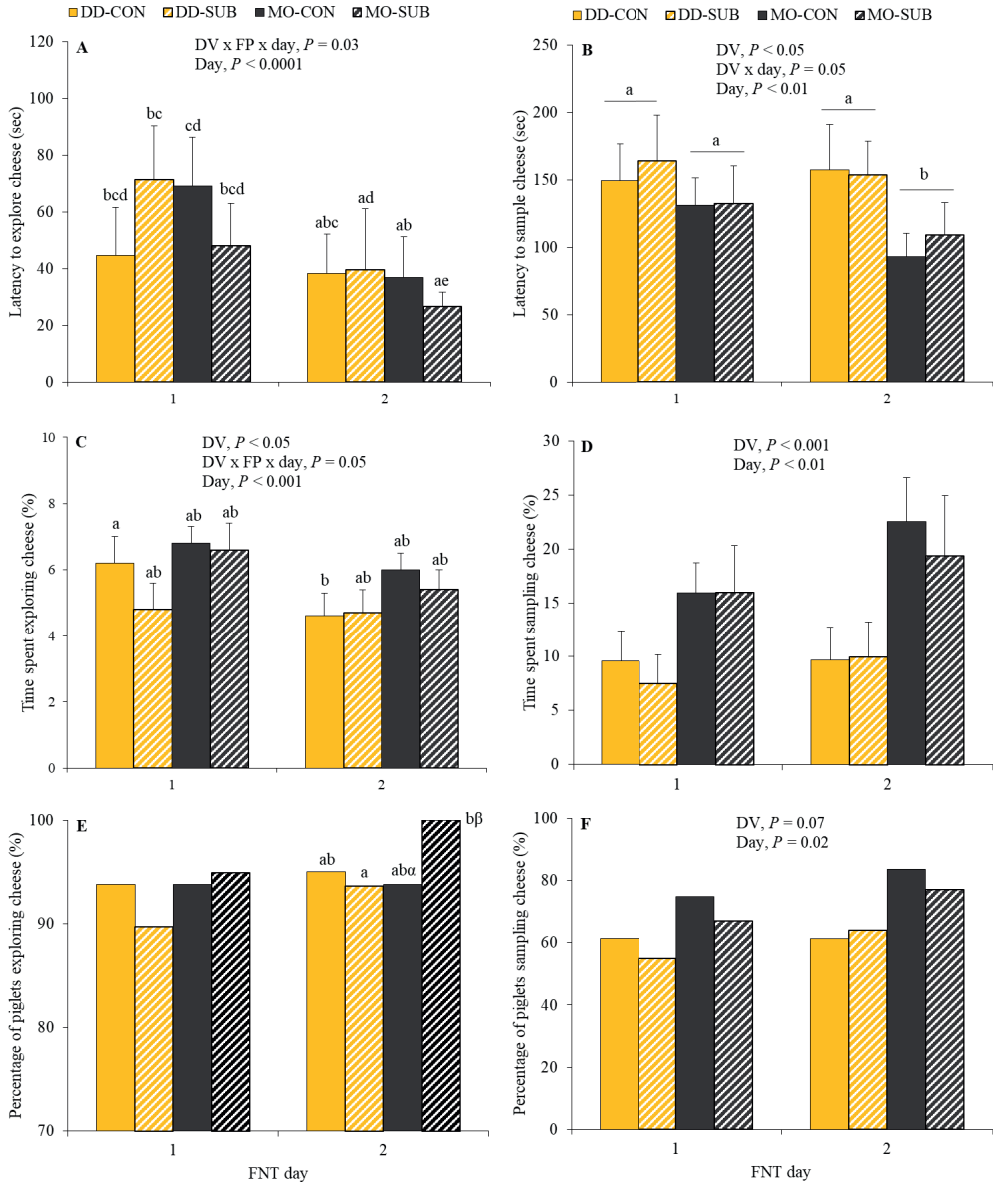 DD-CON DD-SUB MO-CON MO-SUB
DD-CON DD-SUB MO-CON MO-SUB
A
DV x FP x day, P = 0.03
Day, P < 0.0001
Latency to explore cheese (sec)
120
100
80
60
40
20
0
bcd bc cd bcd
abc ad ab ae
1 2
B
DV, P < 0.05
DV x day, P = 0.05
Day, P < 0.01
Latency to sample cheese (sec)
250
200
150
100
50
0
a a a b
1 2
C
DV, P < 0.05
DV x FP x day, P = 0.05
Day, P < 0.001
Time spent exploring cheese (%)
10
8
6
4
2
0
a ab ab ab
b ab ab ab
1 2
D
DV, P < 0.001
Day, P < 0.01
Time spent sampling cheese (%)
30
25
20
15
10
5
0
1 2
E
Percentage of piglets exploring cheese (%)
100
90
80
70
ab a abα bβ
1 2
FNT day
F
DV, P = 0.07
Day, P = 0.02
Percentage of piglets sampling cheese (%)
100
80
60
40
20
0
1 2
FNT day